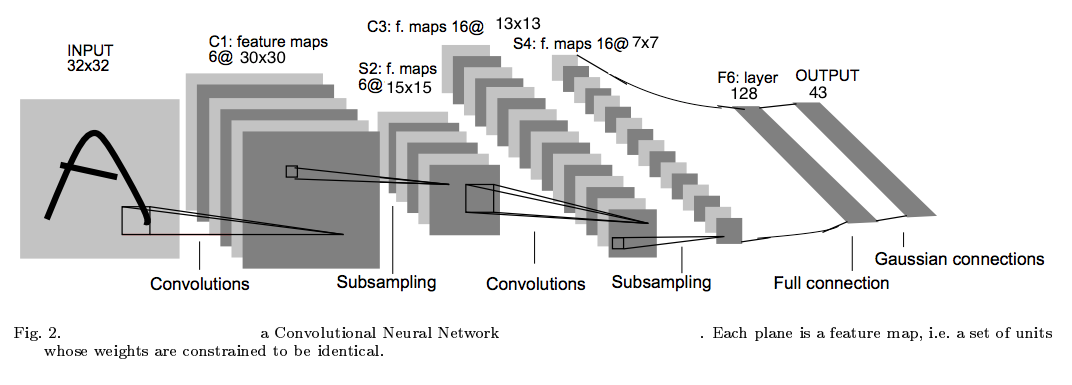 INPUT
32x32
C1: feature maps
6@ 30x30
S2: f. maps
6@ 15x15
C3: f. maps 16@ 13x13
S4: f. maps 16@ 7x7
F6: layer
128
OUTPUT
43
Convolutions
Subsampling
Convolutions
Subsampling
Full connection
Gaussian connections
Fig. 2. a Convolutional Neural Network . Each plane is a feature map, i.e. a set of units
whose weights are constrained to be identical.